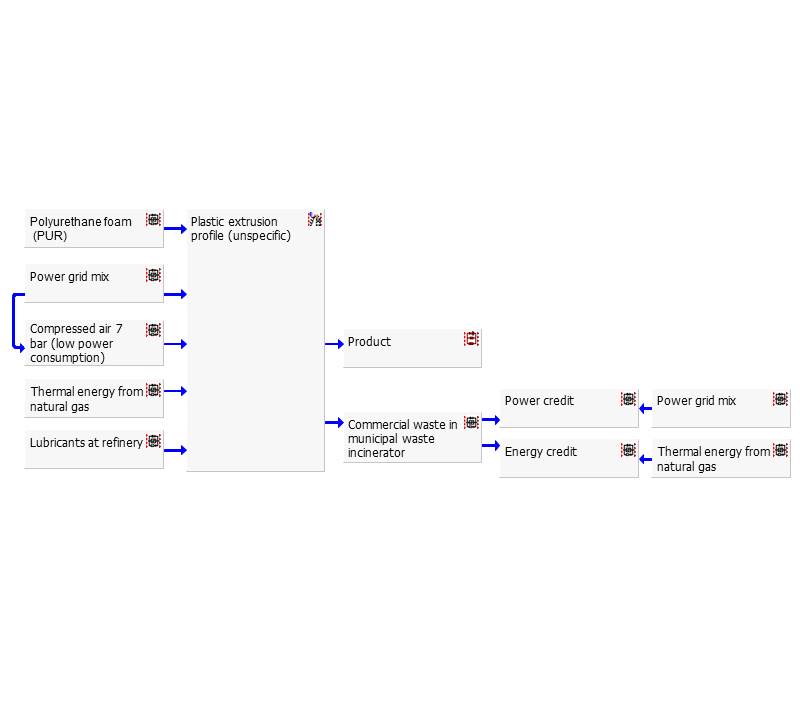 Polyurethane foam
(PUR)
Power grid mix
Compressed air 7
bar (low power
consumption)
Thermal energy from
natural gas
Lubricants at refinery
Plastic extrusion
profile (unspecific)
Product
Commercial waste in
municipal waste
incinerator
Power credit
Energy credit
Power grid mix
Thermal energy from
natural gas